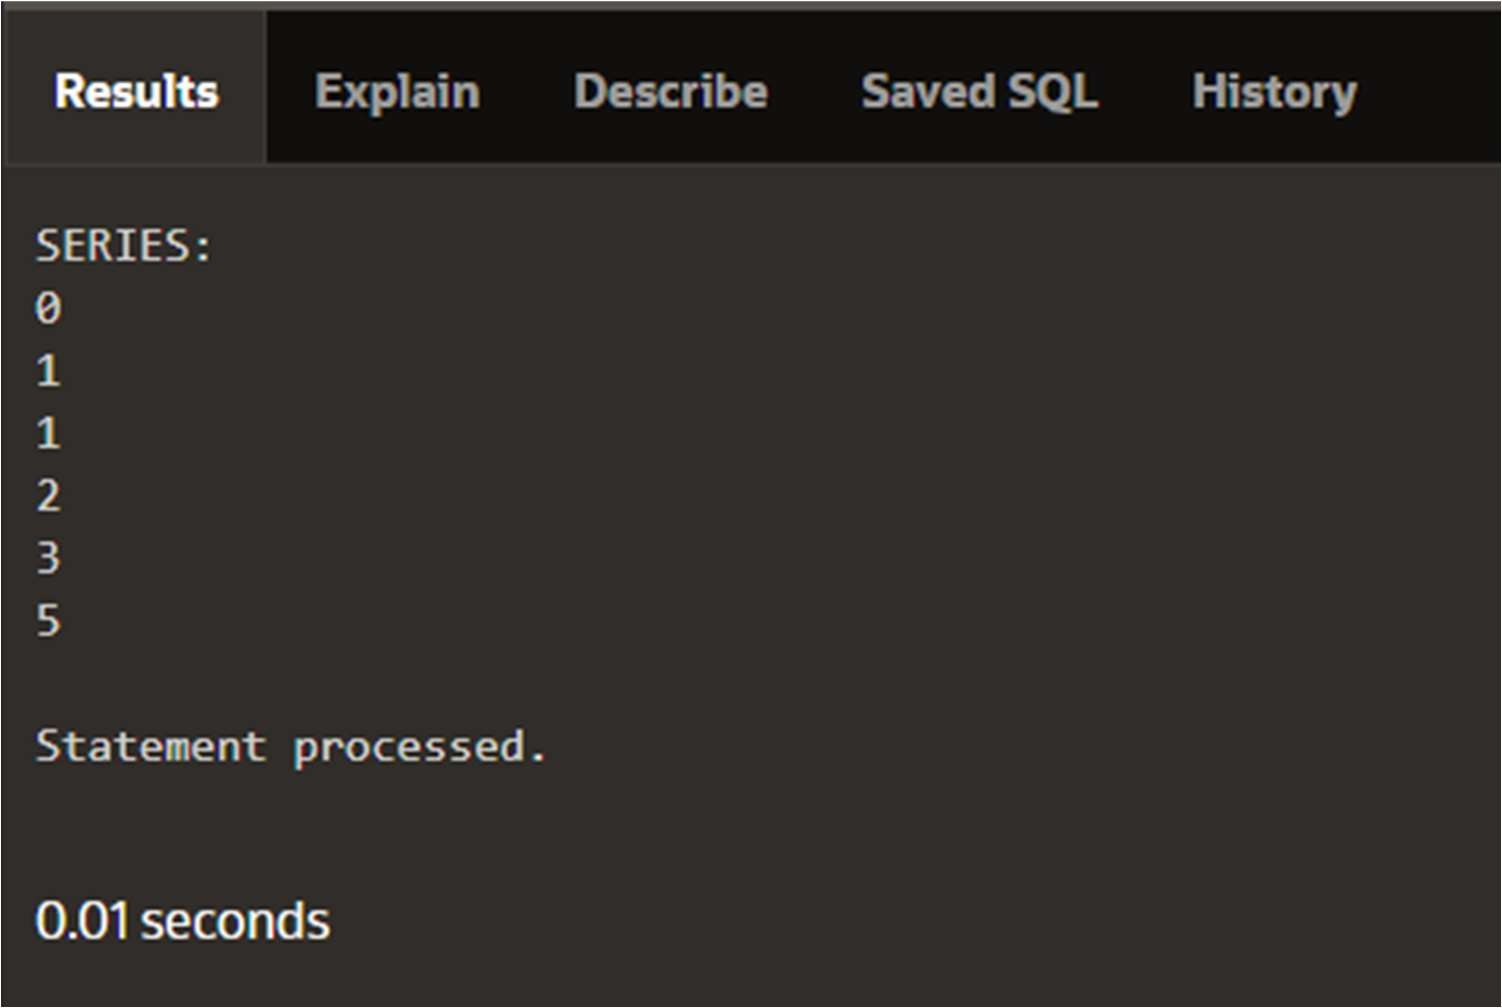 Results Explain Describe Saved SQL History
SERIES:
0
1
1
2
3
5
Statement processed.
0.01 seconds